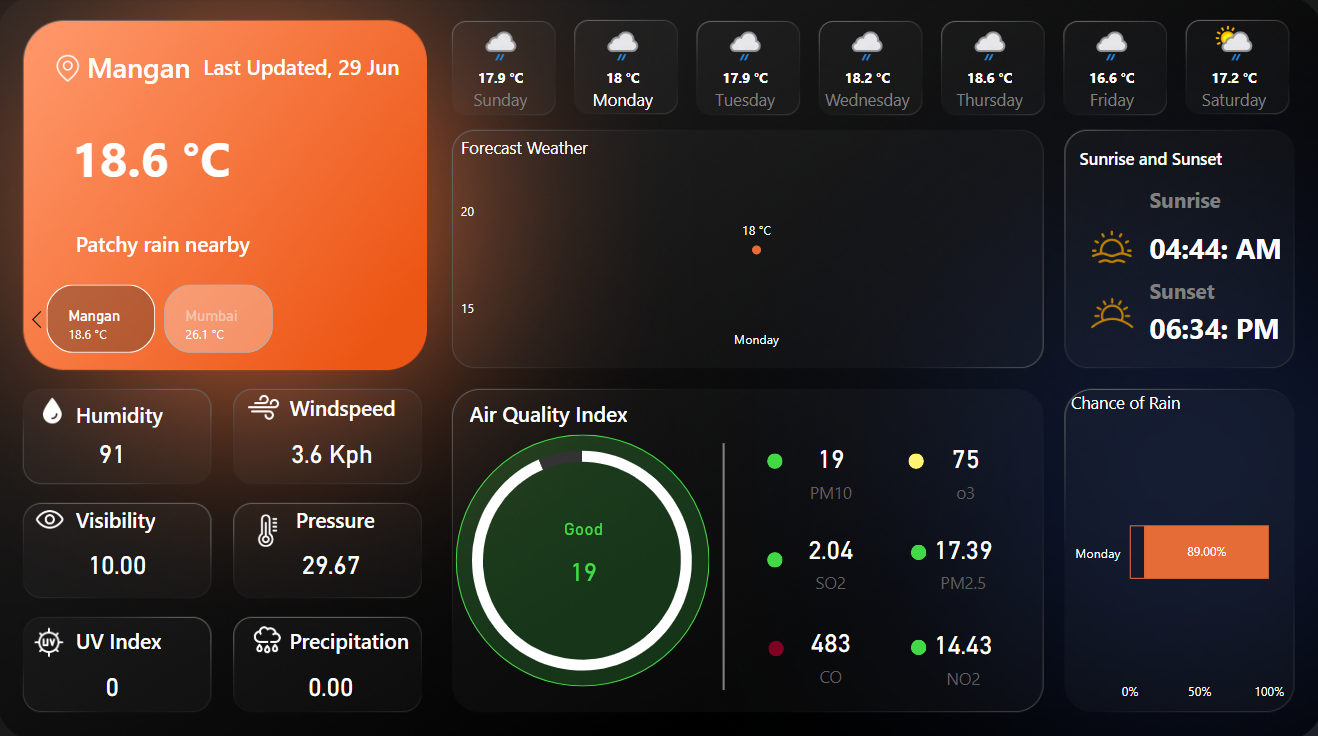 Mangan Last Updated, 29 Jun
18.6 °C
Patchy rain nearby
Mangan
18.6 °C
Mumbai
26.1 °C
17.9 °C
Sunday
18 °C
Monday
17.9 °C
Tuesday
18.2 °C
Wednesday
18.6 °C
Thursday
16.6 °C
Friday
17.2 °C
Saturday
Forecast Weather
20
18 °C
15
Monday
Sunrise and Sunset
Sunrise
04:44: AM
Sunset
06:34: PM
Humidity
91
Windspeed
3.6 Kph
Visibility
10.00
Pressure
29.67
UV
UV Index
0
Precipitation
0.00
Air Quality Index
Good
19
19
PM10
75
o3
2.04
SO2
17.39
PM2.5
483
CO
14.43
NO2
Chance of Rain
Monday
89.00%
0% 50% 100%